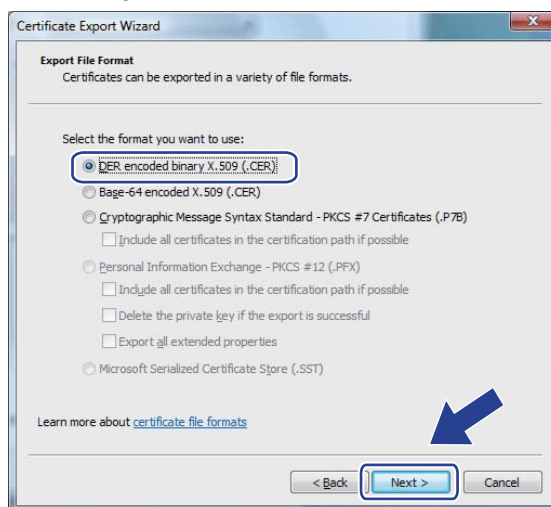 Certificate Export Wizard
Export File Format
Certificates can be exported in a variety of file formats.
Select the format you want to use:
DER encoded binary X.509 (.CER)
Base-64 encoded X.509 (.CER)
Cryptographic Message Syntax Standard - PKCS #7 Certificates (.P7B)
Include all certificates in the certification path if possible
Personal Information Exchange - PKCS #12 (.PFX)
Include all certificates in the certification path if possible
Delete the private key if the export is successful
Export all extended properties
Microsoft Serialized Certificate Store (.SST)
Learn more about certificate file formats
< Back Next > Cancel